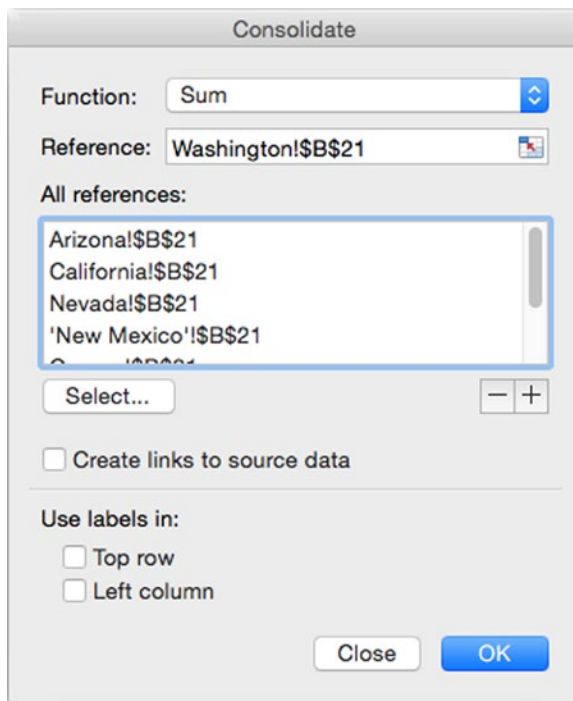 Consolidate
Function: Sum
Reference: Washington!$B$21
All references:
Arizona!$B$21
California!$B$21
Nevada!$B$21
'New Mexico'!$B$21
Select...
− +
Create links to source data
Use labels in:
Top row
Left column
Close OK